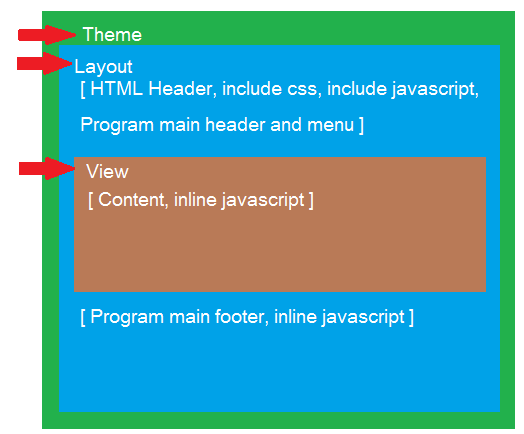 Theme
Layout
[ HTML Header, include css, include javascript,
Program main header and menu ]
View
[ Content, inline javascript ]
[ Program main footer, inline javascript ]